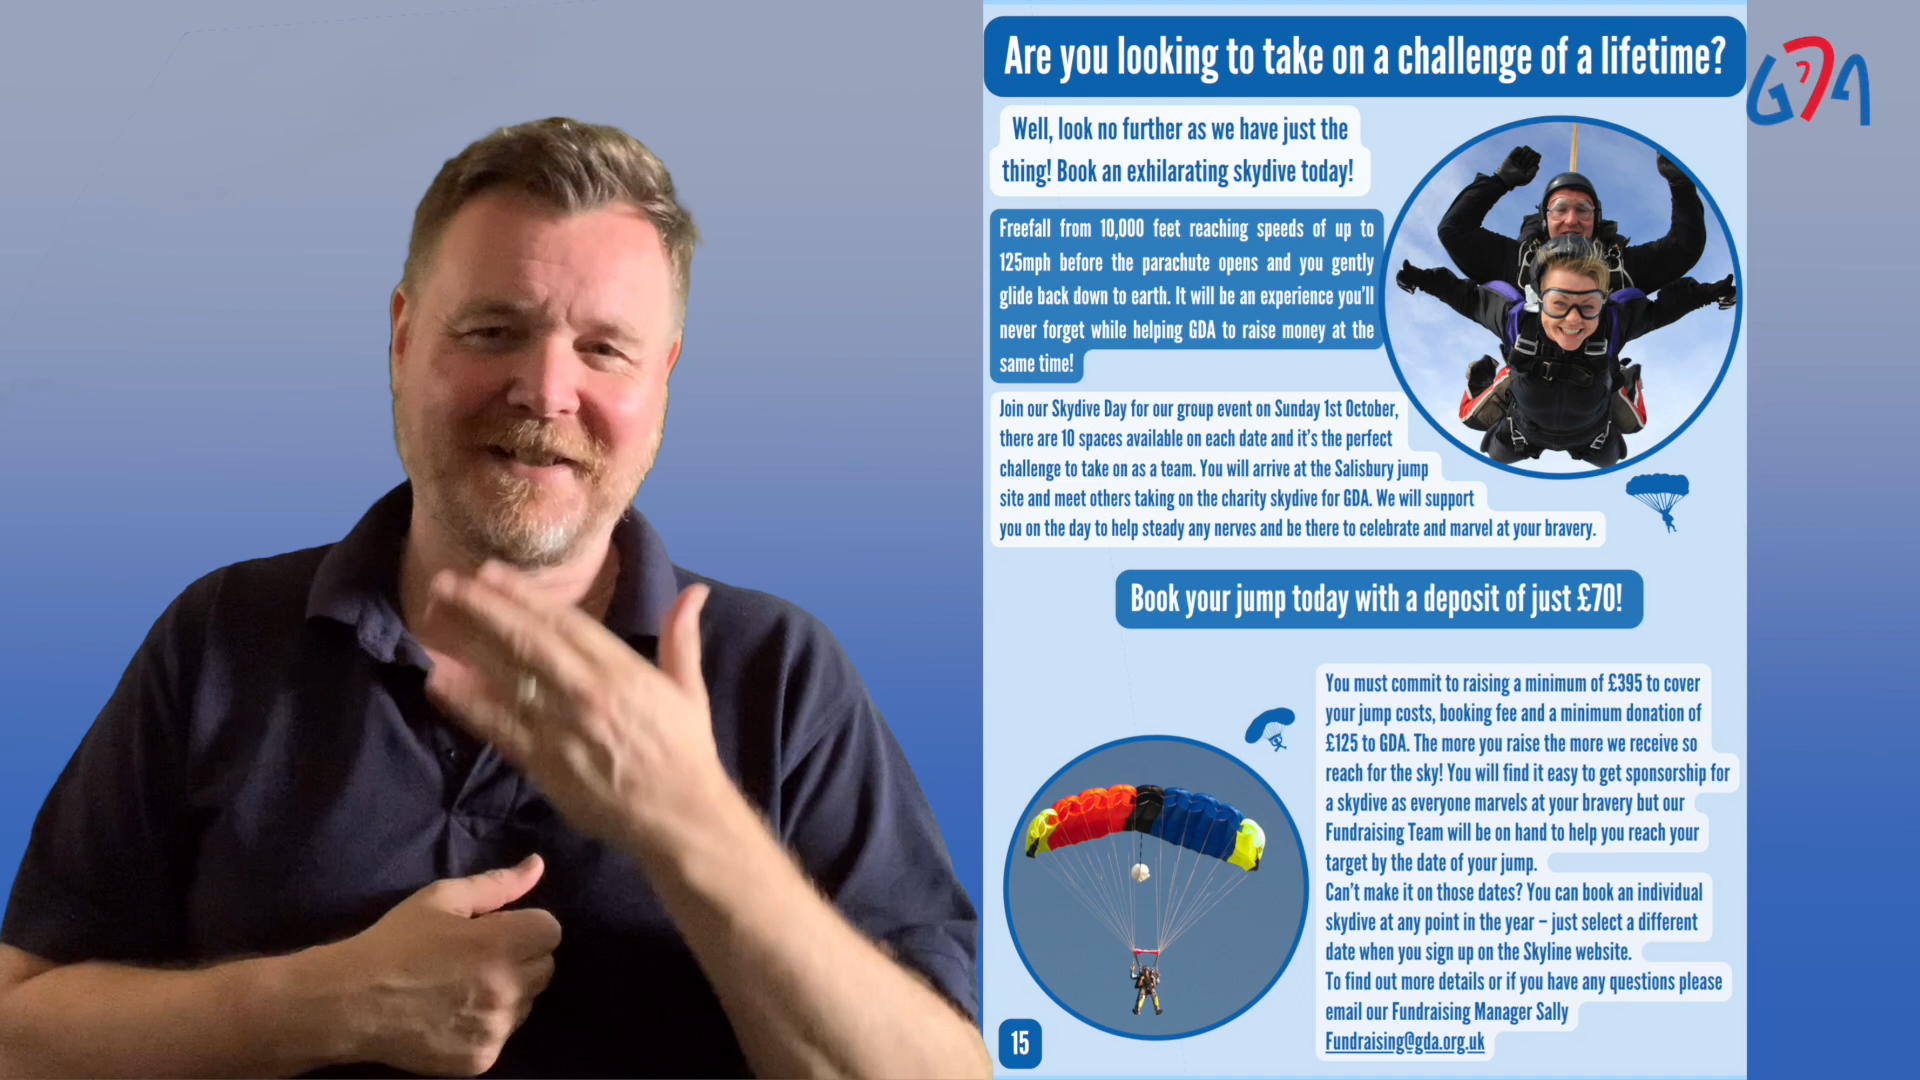 Are you looking to take on a challenge of a lifetime?
GDA
Well, look no further as we have just the
thing! Book an exhilarating skydive today!
Freefall from 10,000 feet reaching speeds of up to
125mph before the parachute opens and you gently
glide back down to earth. It will be an experience you'll
never forget while helping GDA to raise money at the
same time!
Join our Skydive Day for our group event on Sunday 1st October,
there are 10 spaces available on each date and it's the perfect
challenge to take on as a team. You will arrive at the Salisbury jump
site and meet others taking on the charity skydive for GDA. We will support
you on the day to help steady any nerves and be there to celebrate and marvel at your bravery.
Book your jump today with a deposit of just £70!
You must commit to raising a minimum of £395 to cover
your jump costs, booking fee and a minimum donation of
£125 to GDA. The more you raise the more we receive so
reach for the sky! You will find it easy to get sponsorship for
a skydive as everyone marvels at your bravery but our
Fundraising Team will be on hand to help you reach your
target by the date of your jump.
Can't make it on those dates? You can book an individual
skydive at any point in the year – just select a different
date when you sign up on the Skyline website.
To find out more details or if you have any questions please
email our Fundraising Manager Sally
Fundraising@gda.org.uk
15